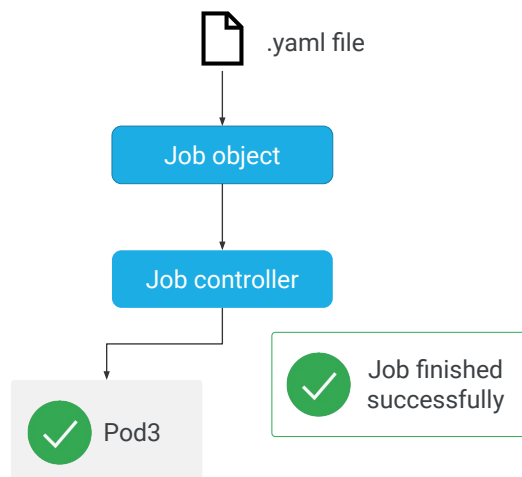 .yaml file
Job object
Job controller
Job finished
successfully
Pod3